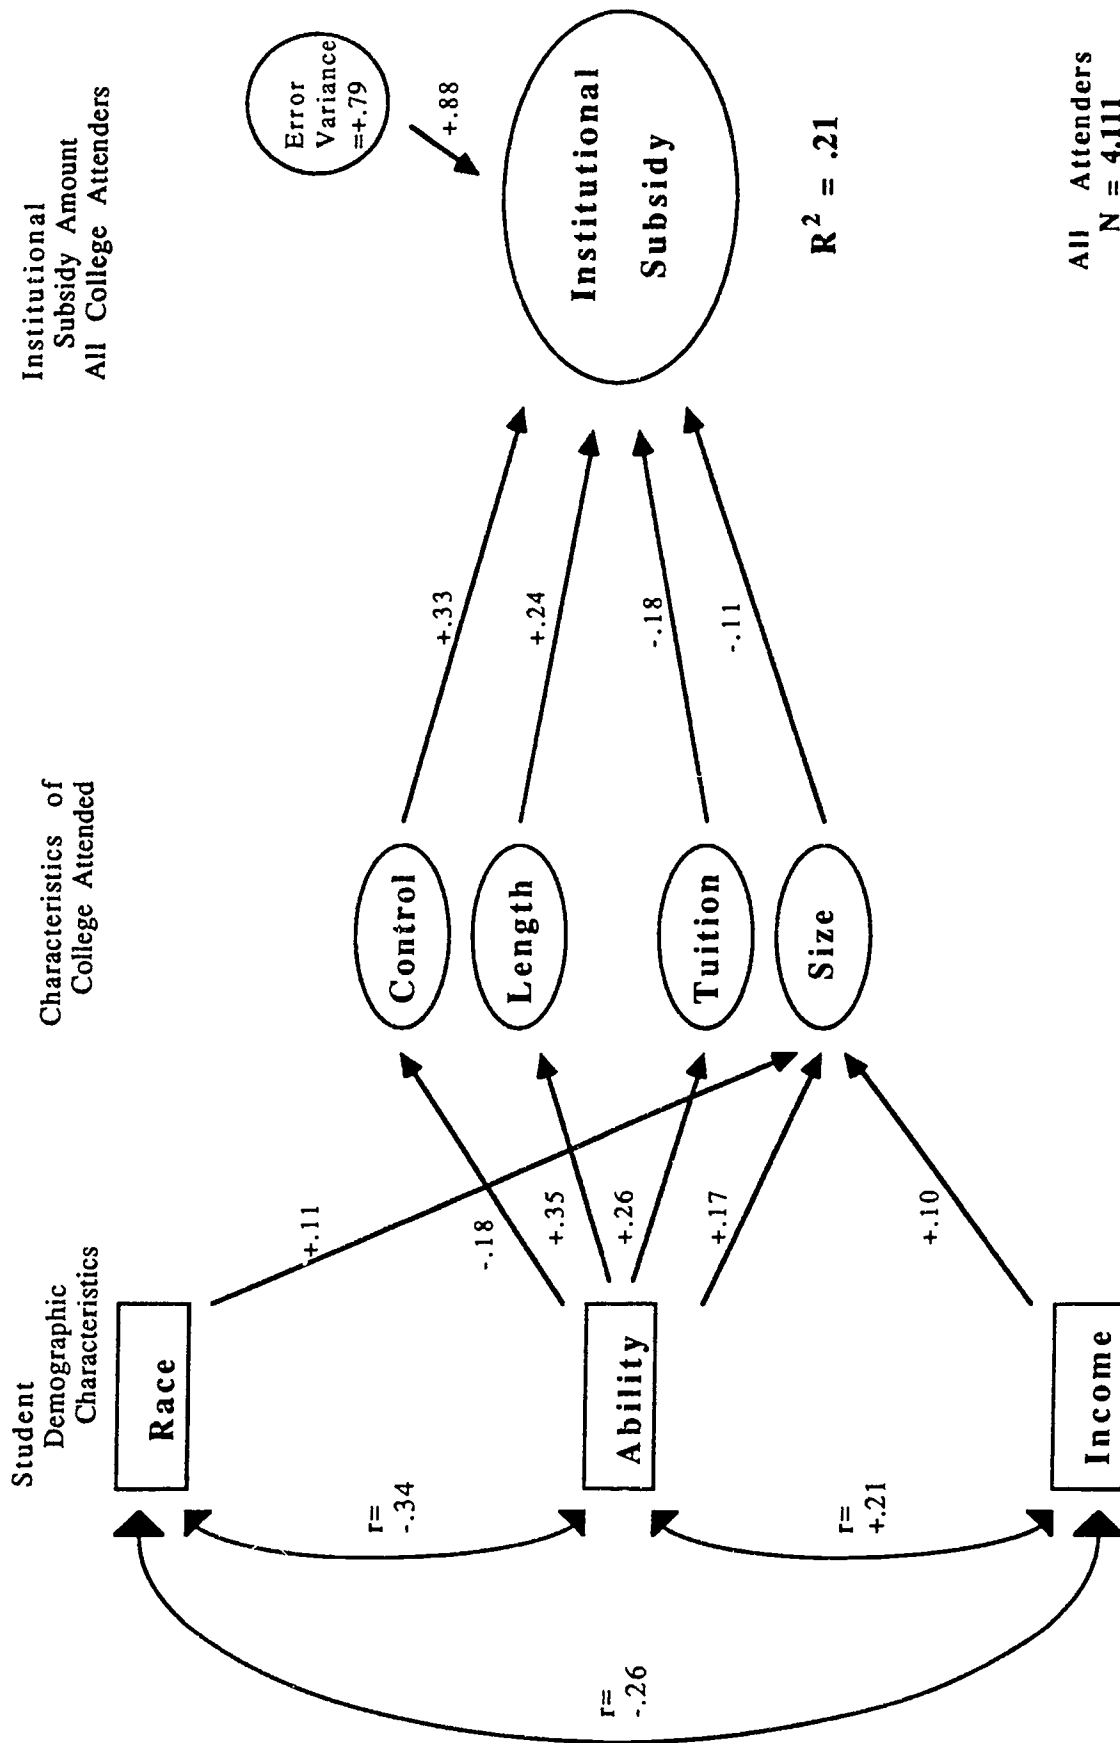 Student
Demographic
Characteristics
Characteristics of
College Attended
Institutional
Subsidy Amount
All College Attenders
Race
Ability
Income
r=
-.34
r=
+.21
r=
-.26
+.11
-.18
+.35
+.26
+.17
+.10
Control
Length
Tuition
Size
+.33
+.24
-.18
-.11
Error
Variance
=+.79
+.88
Institutional
Subsidy
R² = .21
All Attenders
N = 4,111